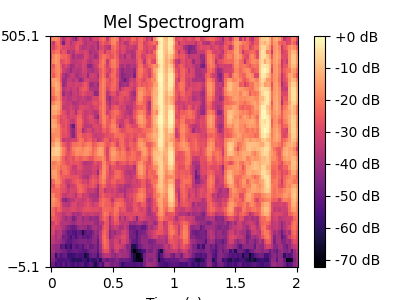 Mel Spectrogram
505.1
−5.1
0
0.5
1
1.5
2
+0 dB
-10 dB
-20 dB
-30 dB
-40 dB
-50 dB
-60 dB
-70 dB